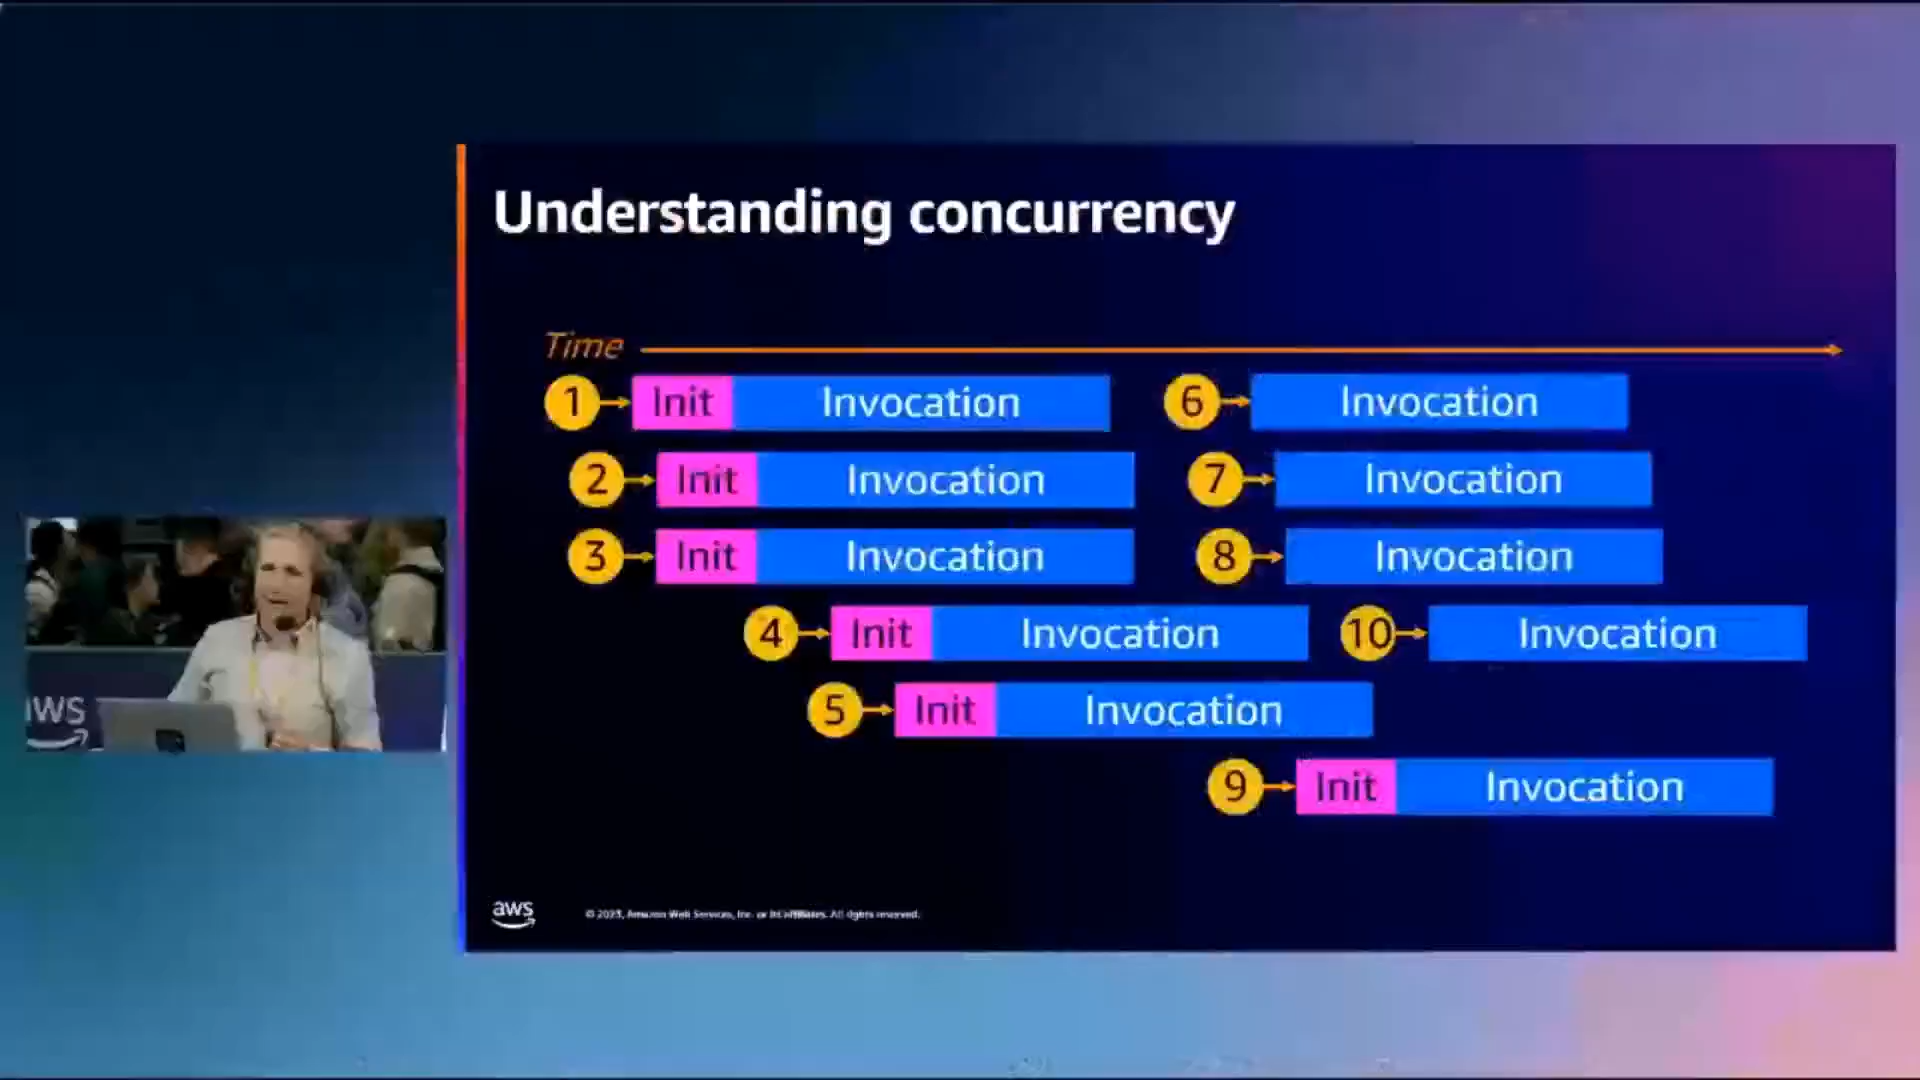 Understanding concurrency
Time
1 Init Invocation 6 Invocation
2 Init Invocation 7 Invocation
3 Init Invocation 8 Invocation
4 Init Invocation 10 Invocation
5 Init Invocation
9 Init Invocation
aws
aws © 2023, Amazon Web Services, Inc. or its affiliates. All rights reserved.